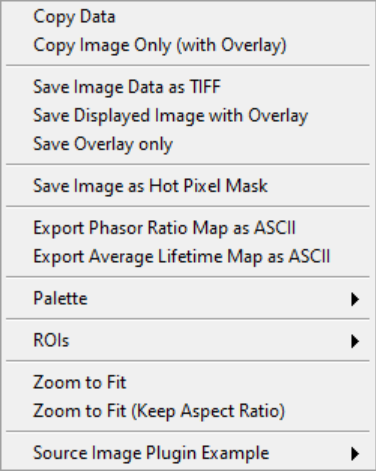 Copy Data
Copy Image Only (with Overlay)
Save Image Data as TIFF
Save Displayed Image with Overlay
Save Overlay only
Save Image as Hot Pixel Mask
Export Phasor Ratio Map as ASCII
Export Average Lifetime Map as ASCII
Palette
ROIs
Zoom to Fit
Zoom to Fit (Keep Aspect Ratio)
Source Image Plugin Example